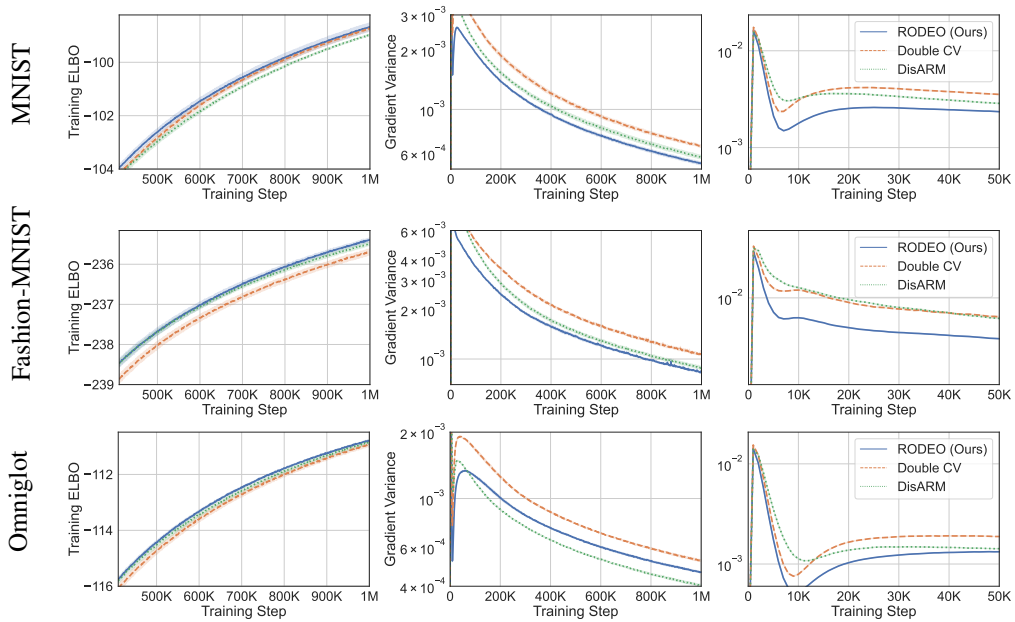 MNIST
Training ELBO
−100
−102
−104
500K 600K 700K 800K 900K 1M
Training Step
Gradient Variance
3 × 10⁻³
2 × 10⁻³
10⁻³
6 × 10⁻⁴
0 200K 400K 600K 800K 1M
Training Step
10⁻²
10⁻³
RODEO (Ours)
Double CV
DisARM
0 10K 20K 30K 40K 50K
Training Step
Fashion-MNIST
Training ELBO
−236
−237
−238
−239
500K 600K 700K 800K 900K 1M
Training Step
Gradient Variance
6 × 10⁻³
4 × 10⁻³
3 × 10⁻³
2 × 10⁻³
10⁻³
0 200K 400K 600K 800K 1M
Training Step
10⁻²
RODEO (Ours)
Double CV
DisARM
0 10K 20K 30K 40K 50K
Training Step
Omniglot
Training ELBO
−112
−114
−116
500K 600K 700K 800K 900K 1M
Training Step
Gradient Variance
2 × 10⁻³
10⁻³
6 × 10⁻⁴
4 × 10⁻⁴
0 200K 400K 600K 800K 1M
Training Step
10⁻²
10⁻³
RODEO (Ours)
Double CV
DisARM
0 10K 20K 30K 40K 50K
Training Step